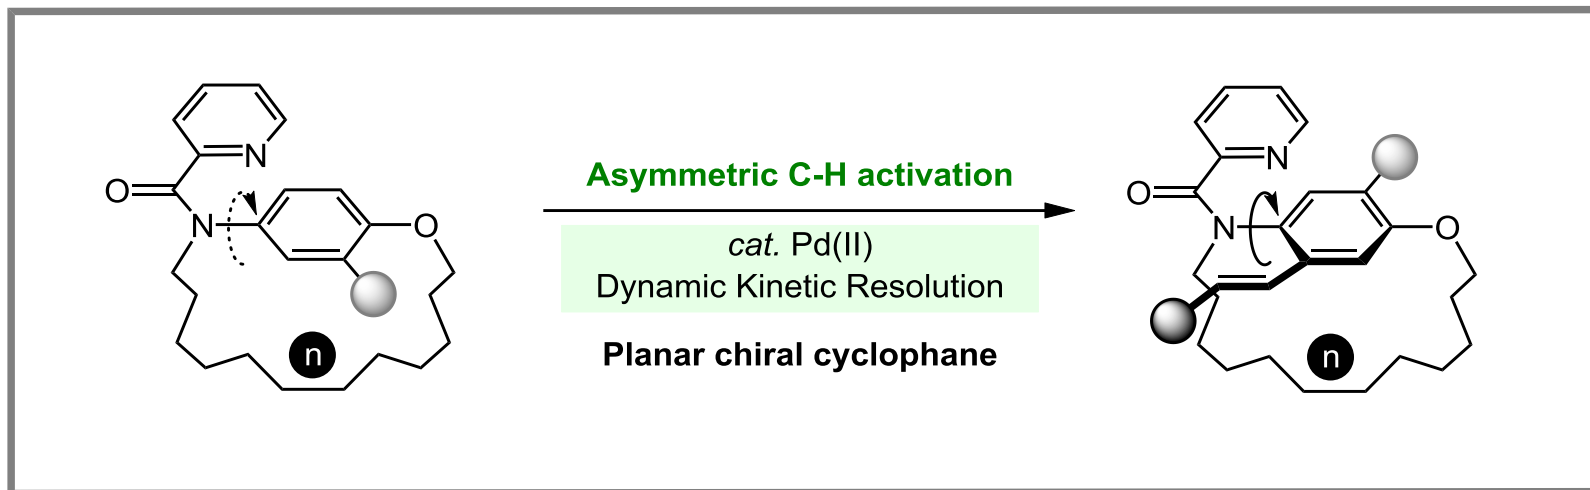 N
O
N
O
n
Asymmetric C-H activation
cat. Pd(II)
Dynamic Kinetic Resolution
Planar chiral cyclophane
N
O
N
O
n